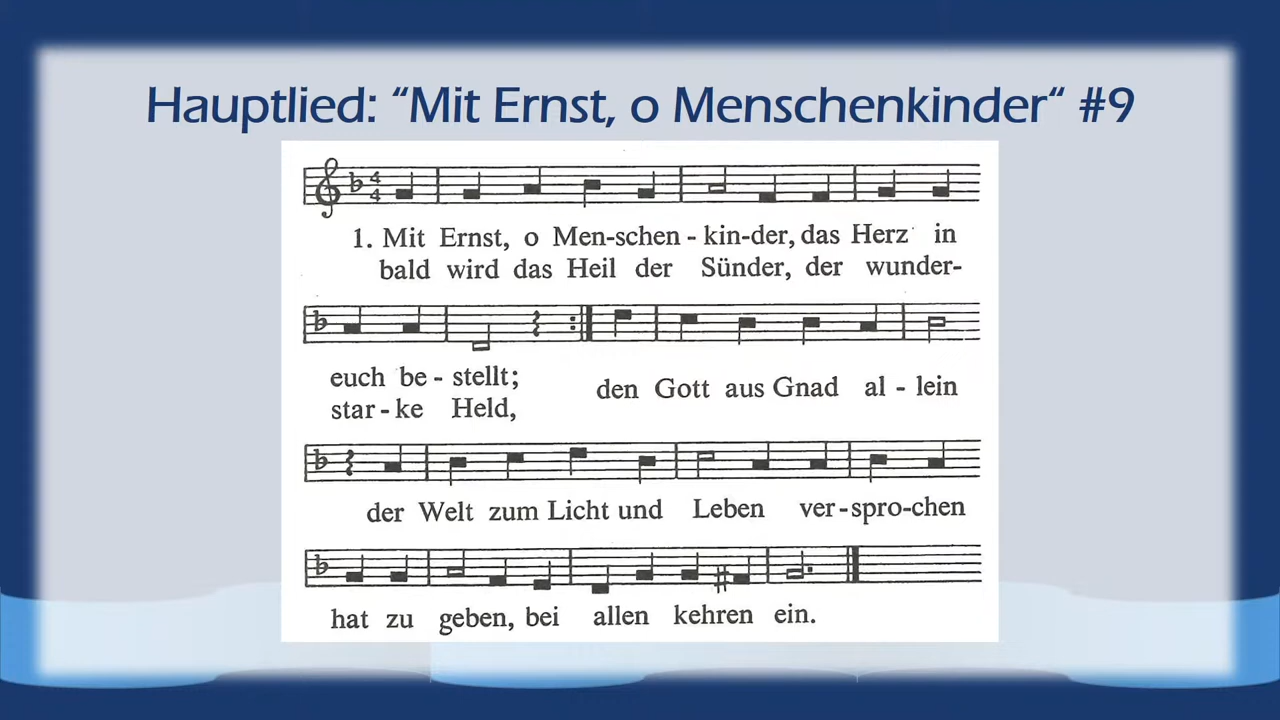 Hauptlied: “Mit Ernst, o Menschenkinder“ #9
4
4
1. Mit Ernst, o Men-schen - kin-der, das Herz in
bald wird das Heil der Sünder, der wunder-
euch be - stellt;
star - ke Held,
den Gott aus Gnad al - lein
der Welt zum Licht und Leben ver-spro-chen
hat zu geben, bei allen kehren ein.